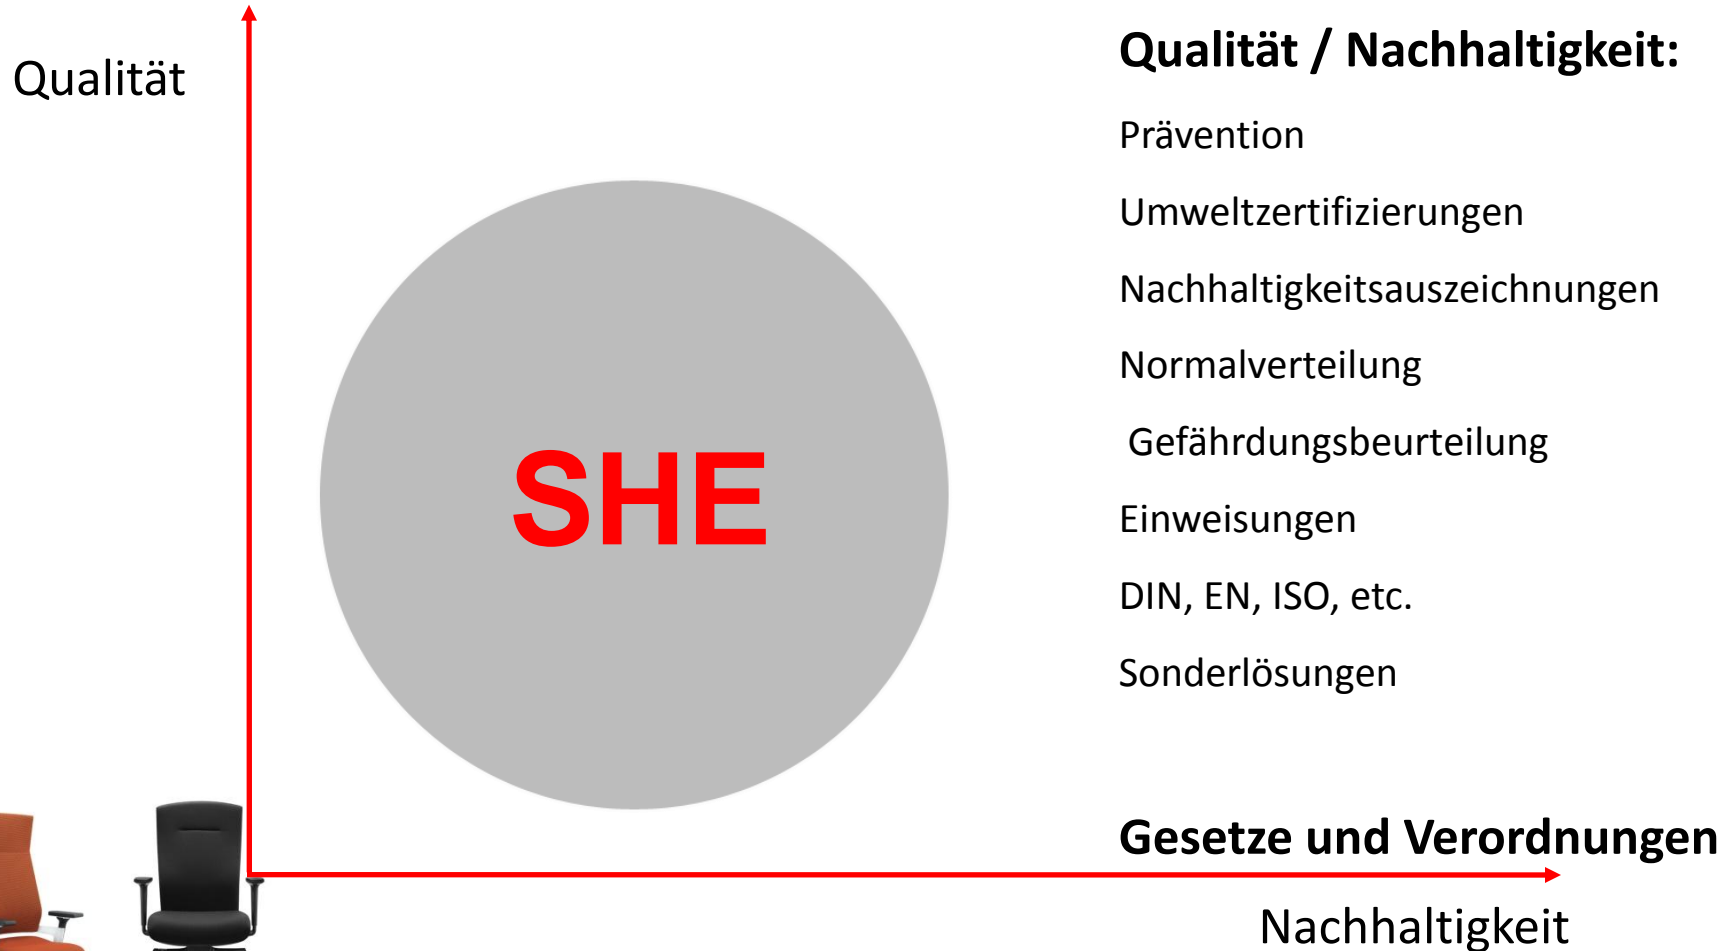 Qualität
SHE
Qualität / Nachhaltigkeit:
Prävention
Umweltzertifizierungen
Nachhaltigkeitsauszeichnungen
Normalverteilung
Gefährdungsbeurteilung
Einweisungen
DIN, EN, ISO, etc.
Sonderlösungen
Gesetze und Verordnungen
Nachhaltigkeit